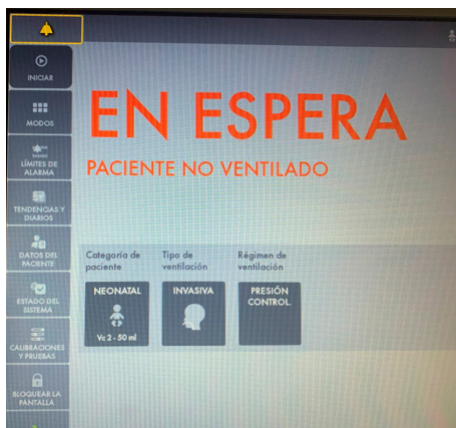 INICIAR
MODOS
LÍMITES DE
ALARMA
TENDENCIAS Y
DIARIOS
DATOS DEL
PACIENTE
ESTADO DEL
SISTEMA
CALIBRACIONES
Y PRUEBAS
BLOQUEAR LA
PANTALLA
EN ESPERA
PACIENTE NO VENTILADO
Categoría de
paciente
NEONATAL
Vc 2 - 50 ml
Tipo de
ventilación
INVASIVA
Régimen de
ventilación
PRESIÓN
CONTROL.